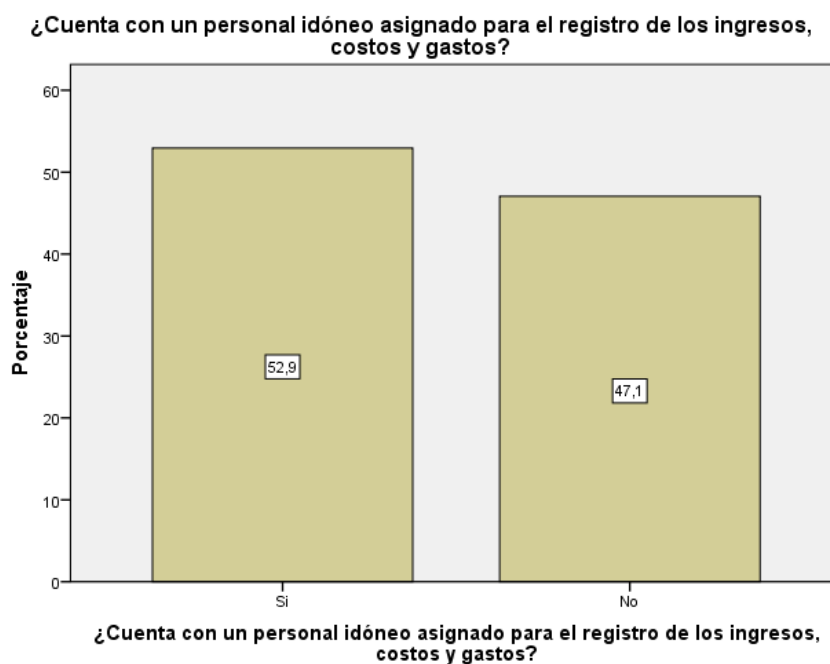 ¿Cuenta con un personal idóneo asignado para el registro de los ingresos,
costos y gastos?
Porcentaje
60
50
40
30
20
10
0
52,9
47,1
Si
No
¿Cuenta con un personal idóneo asignado para el registro de los ingresos,
costos y gastos?